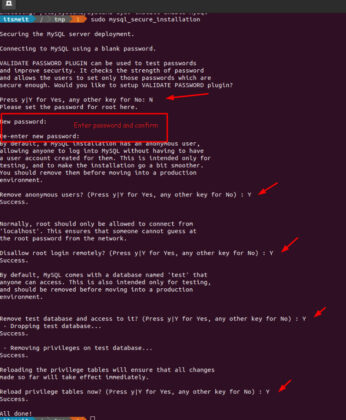 itsmeit / tmp 1 sudo mysql_secure_installation
Securing the MySQL server deployment.
Connecting to MySQL using a blank password.
VALIDATE PASSWORD PLUGIN can be used to test passwords
and improve security. It checks the strength of password
and allows the users to set only those passwords which are
secure enough. Would you like to setup VALIDATE PASSWORD plugin?
Press y|Y for Yes, any other key for No: N
Please set the password for root here.
New password:
Enter password and confirm
Re-enter new password:
By default, a MySQL installation has an anonymous user,
allowing anyone to log into MySQL without having to have
a user account created for them. This is intended only for
testing, and to make the installation go a bit smoother.
You should remove them before moving into a production
environment.
Remove anonymous users? (Press y|Y for Yes, any other key for No) : Y
Success.
Normally, root should only be allowed to connect from
'localhost'. This ensures that someone cannot guess at
the root password from the network.
Disallow root login remotely? (Press y|Y for Yes, any other key for No) : Y
Success.
By default, MySQL comes with a database named 'test' that
anyone can access. This is also intended only for testing,
and should be removed before moving into a production
environment.
Remove test database and access to it? (Press y|Y for Yes, any other key for No) : Y
- Dropping test database...
Success.
- Removing privileges on test database...
Success.
Reloading the privilege tables will ensure that all changes
made so far will take effect immediately.
Reload privilege tables now? (Press y|Y for Yes, any other key for No) : Y
Success.
All done!
itsmeit / tmp